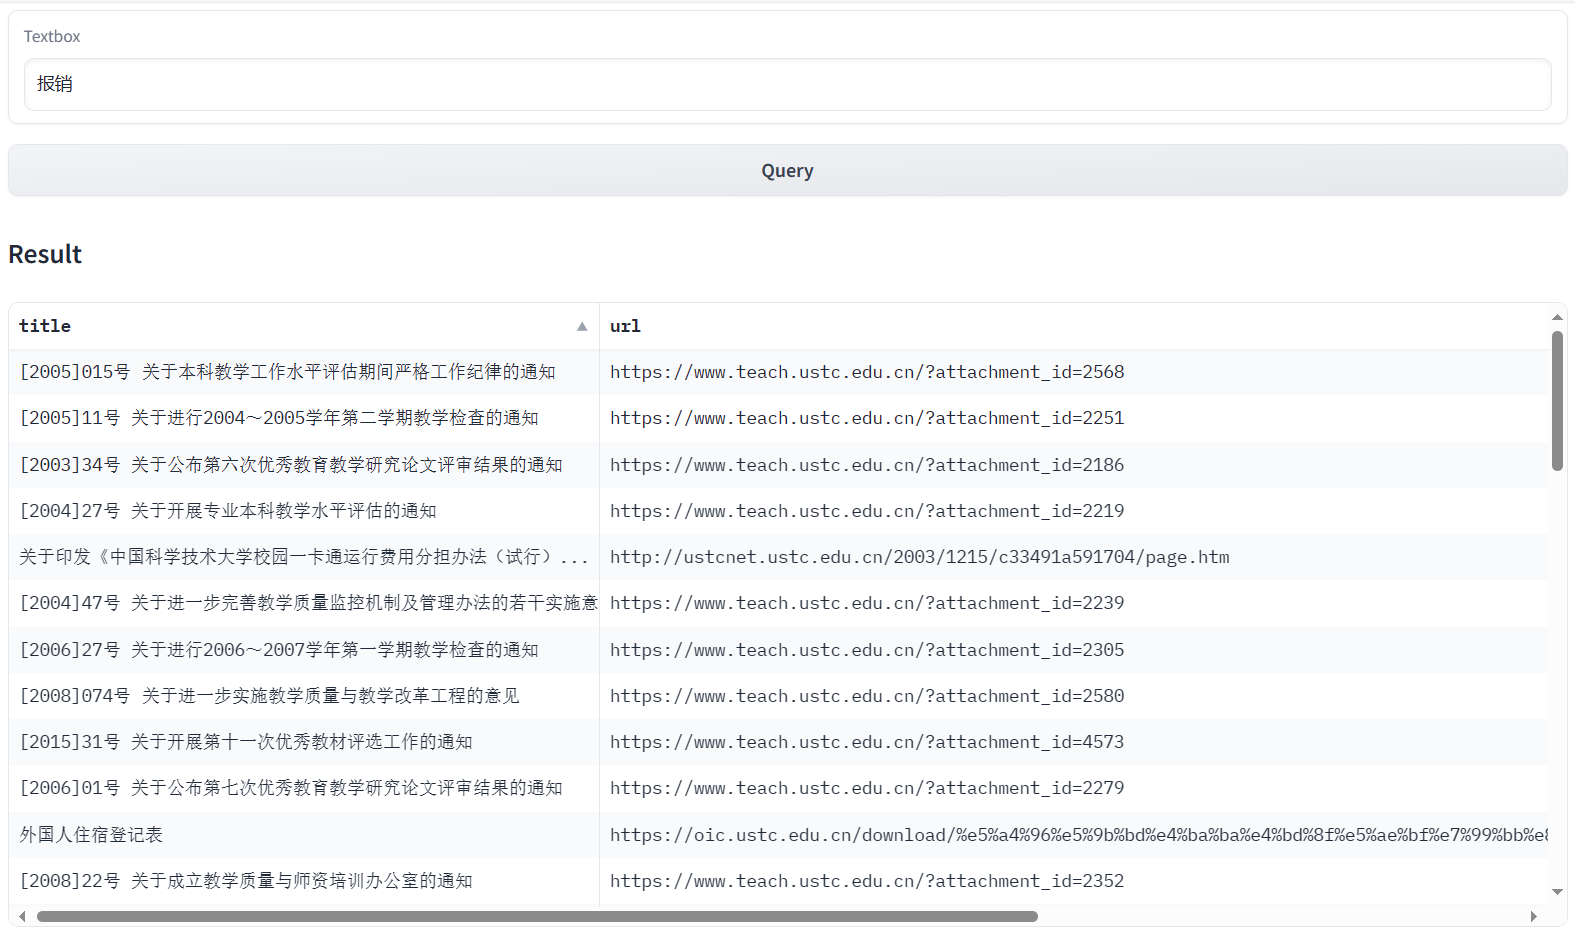 Textbox
报销
Query
Result
title ▲ url
[2005]015号 关于本科教学工作水平评估期间严格工作纪律的通知 https://www.teach.ustc.edu.cn/?attachment_id=2568
[2005]11号 关于进行2004～2005学年第二学期教学检查的通知 https://www.teach.ustc.edu.cn/?attachment_id=2251
[2003]34号 关于公布第六次优秀教育教学研究论文评审结果的通知 https://www.teach.ustc.edu.cn/?attachment_id=2186
[2004]27号 关于开展专业本科教学水平评估的通知 https://www.teach.ustc.edu.cn/?attachment_id=2219
关于印发《中国科学技术大学校园一卡通运行费用分担办法（试行）... http://ustcnet.ustc.edu.cn/2003/1215/c33491a591704/page.htm
[2004]47号 关于进一步完善教学质量监控机制及管理办法的若干实施意 https://www.teach.ustc.edu.cn/?attachment_id=2239
[2006]27号 关于进行2006～2007学年第一学期教学检查的通知 https://www.teach.ustc.edu.cn/?attachment_id=2305
[2008]074号 关于进一步实施教学质量与教学改革工程的意见 https://www.teach.ustc.edu.cn/?attachment_id=2580
[2015]31号 关于开展第十一次优秀教材评选工作的通知 https://www.teach.ustc.edu.cn/?attachment_id=4573
[2006]01号 关于公布第七次优秀教育教学研究论文评审结果的通知 https://www.teach.ustc.edu.cn/?attachment_id=2279
外国人住宿登记表 https://oic.ustc.edu.cn/download/%e5%a4%96%e5%9b%bd%e4%ba%ba%e4%bd%8f%e5%ae%bf%e7%99%bb%e8
[2008]22号 关于成立教学质量与师资培训办公室的通知 https://www.teach.ustc.edu.cn/?attachment_id=2352